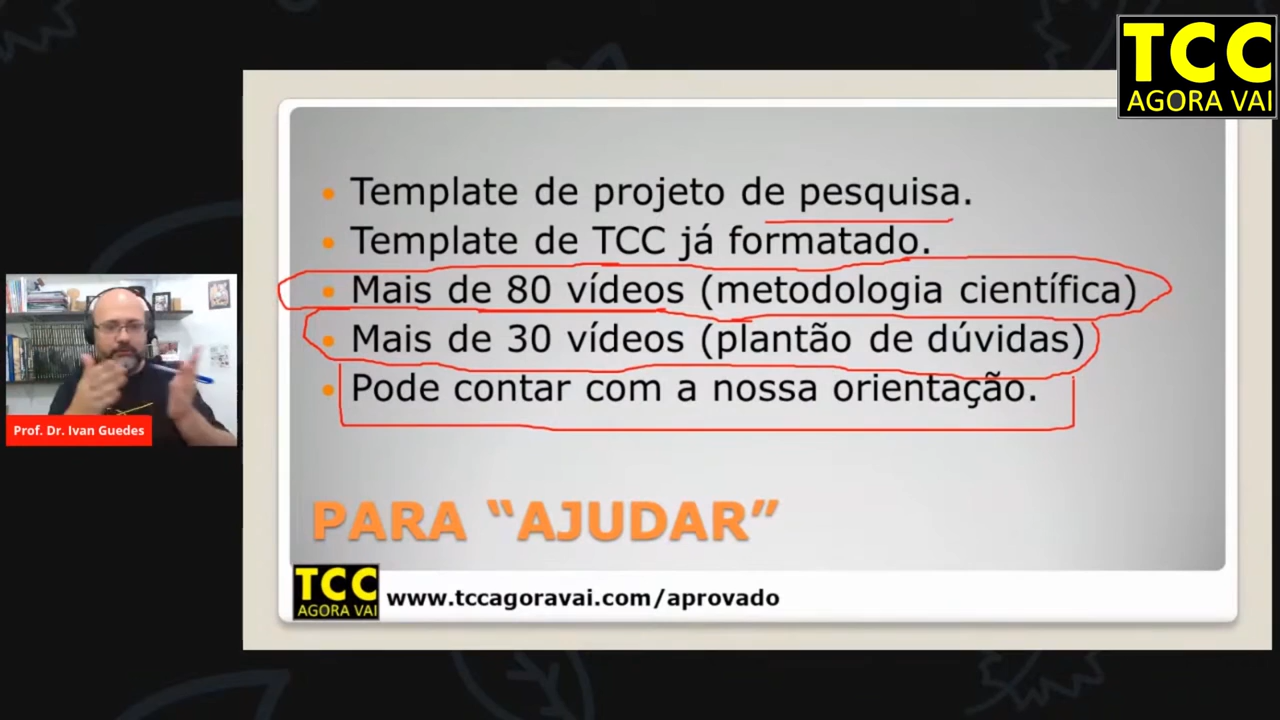 TCC
AGORA VAI
Template de projeto de pesquisa.
Template de TCC já formatado.
Mais de 80 vídeos (metodologia científica)
Mais de 30 vídeos (plantão de dúvidas)
Pode contar com a nossa orientação.
Prof. Dr. Ivan Guedes
PARA “AJUDAR”
TCC
AGORA VAI
www.tccagoravai.com/aprovado